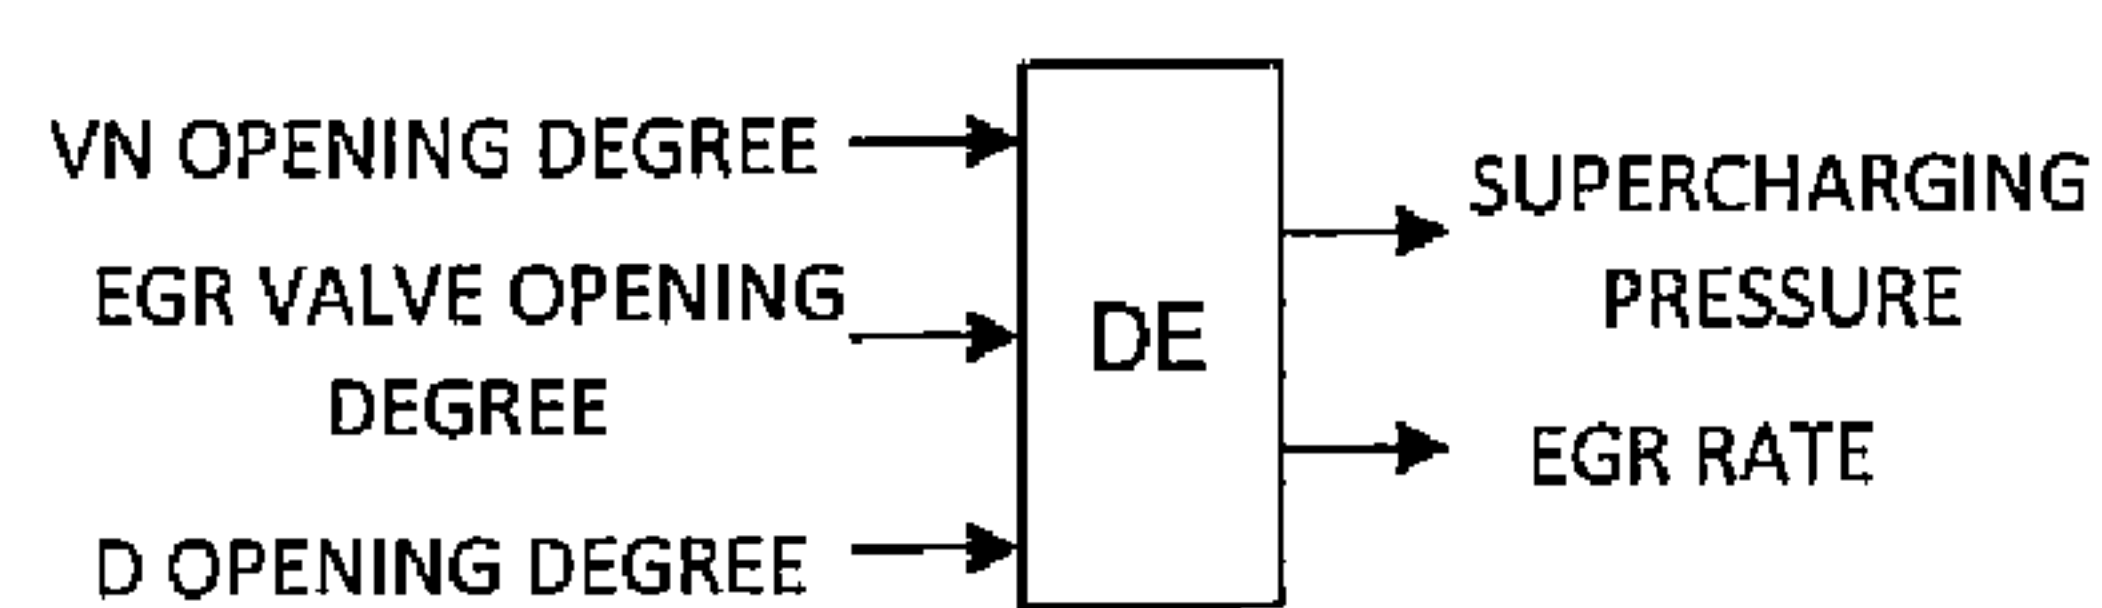 VN OPENING DEGREE
EGR VALVE OPENING
DEGREE
D OPENING DEGREE
DE
SUPERCHARGING
PRESSURE
EGR RATE